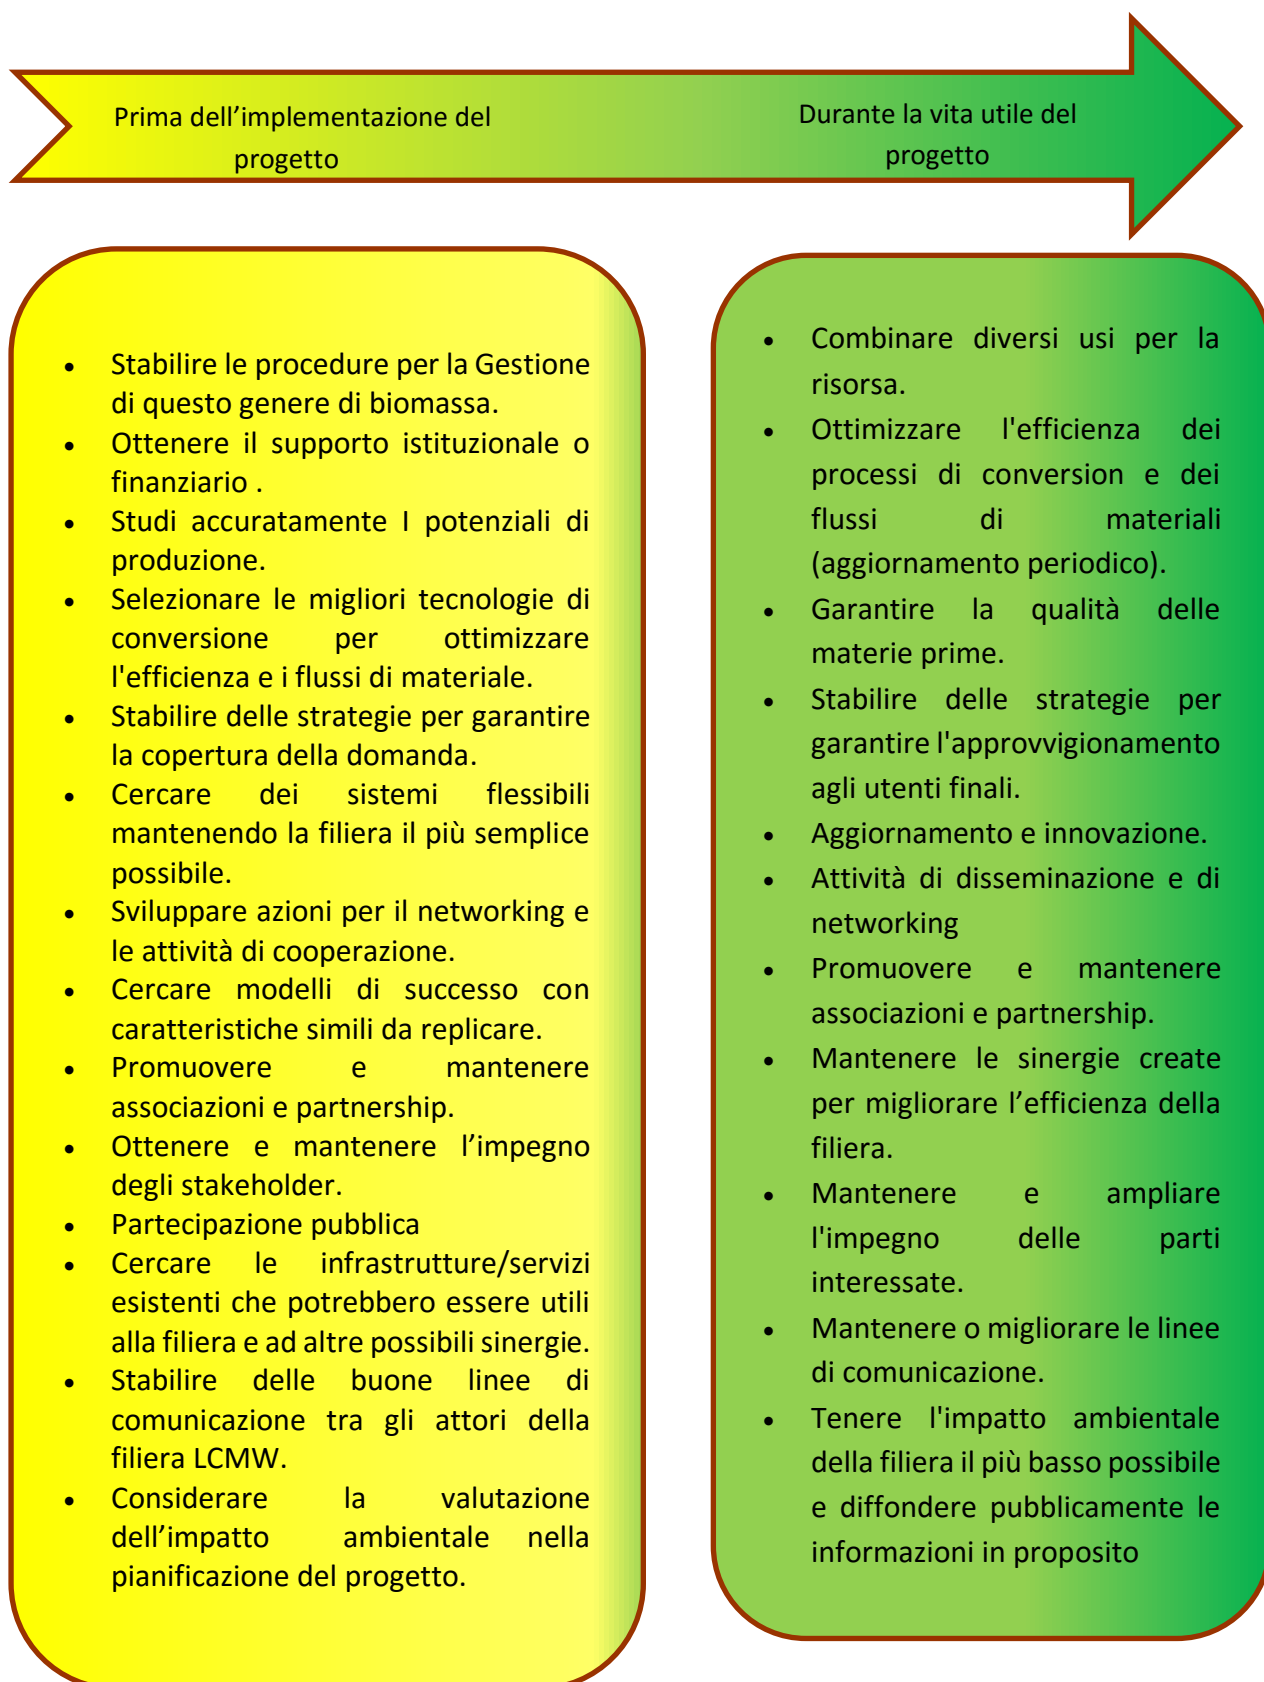 Prima dell’implementazione del
progetto
Durante la vita utile del
progetto
• Stabilire le procedure per la Gestione
di questo genere di biomassa.
• Ottenere il supporto istituzionale o
finanziario .
• Studi accuratamente I potenziali di
produzione.
• Selezionare le migliori tecnologie di
conversione per ottimizzare
l'efficienza e i flussi di materiale.
• Stabilire delle strategie per garantire
la copertura della domanda.
• Cercare dei sistemi flessibili
mantenendo la filiera il più semplice
possibile.
• Sviluppare azioni per il networking e
le attività di cooperazione.
• Cercare modelli di successo con
caratteristiche simili da replicare.
• Promuovere e mantenere
associazioni e partnership.
• Ottenere e mantenere l’impegno
degli stakeholder.
• Partecipazione pubblica
• Cercare le infrastrutture/servizi
esistenti che potrebbero essere utili
alla filiera e ad altre possibili sinergie.
• Stabilire delle buone linee di
comunicazione tra gli attori della
filiera LCMW.
• Considerare la valutazione
dell’impatto ambientale nella
pianificazione del progetto.
• Combinare diversi usi per la
risorsa.
• Ottimizzare l'efficienza dei
processi di conversion e dei
flussi di materiali
(aggiornamento periodico).
• Garantire la qualità delle
materie prime.
• Stabilire delle strategie per
garantire l'approvvigionamento
agli utenti finali.
• Aggiornamento e innovazione.
• Attività di disseminazione e di
networking
• Promuovere e mantenere
associazioni e partnership.
• Mantenere le sinergie create
per migliorare l’efficienza della
filiera.
• Mantenere e ampliare
l'impegno delle parti
interessate.
• Mantenere o migliorare le linee
di comunicazione.
• Tenere l'impatto ambientale
della filiera il più basso possibile
e diffondere pubblicamente le
informazioni in proposito